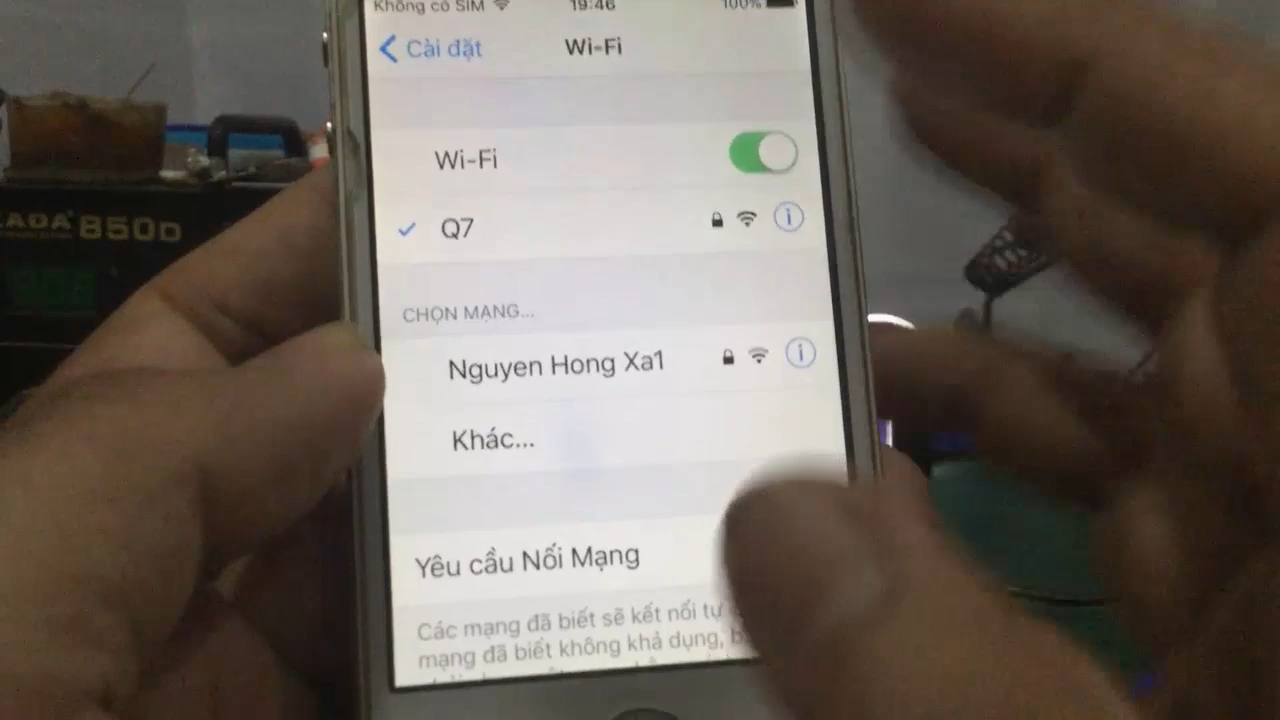 Không có SIM 19:46 100%
Cài đặt Wi-Fi
Wi-Fi
Q7
CHỌN MẠNG...
Nguyen Hong Xa1
Khác...
Yêu cầu Nối Mạng
Các mạng đã biết sẽ kết nối tự
mạng đã biết không khả dụng,
850D